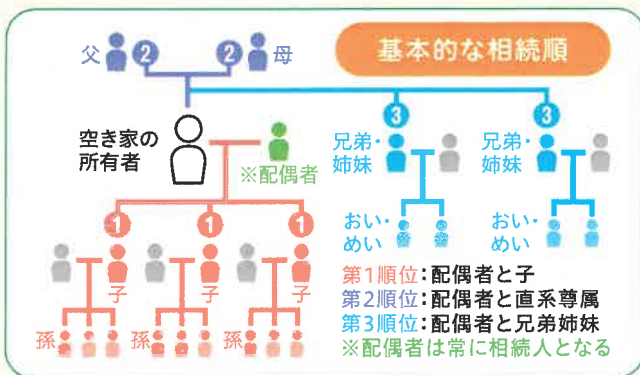 基本的な相続順
父 2 2 母
3 3
空き家の
所有者
※配偶者
兄弟・
姉妹
兄弟・
姉妹
おい・
めい
おい・
めい
1 1 1
子 子 子
孫 孫 孫
第1順位：配偶者と子
第2順位：配偶者と直系尊属
第3順位：配偶者と兄弟姉妹
※配偶者は常に相続人となる